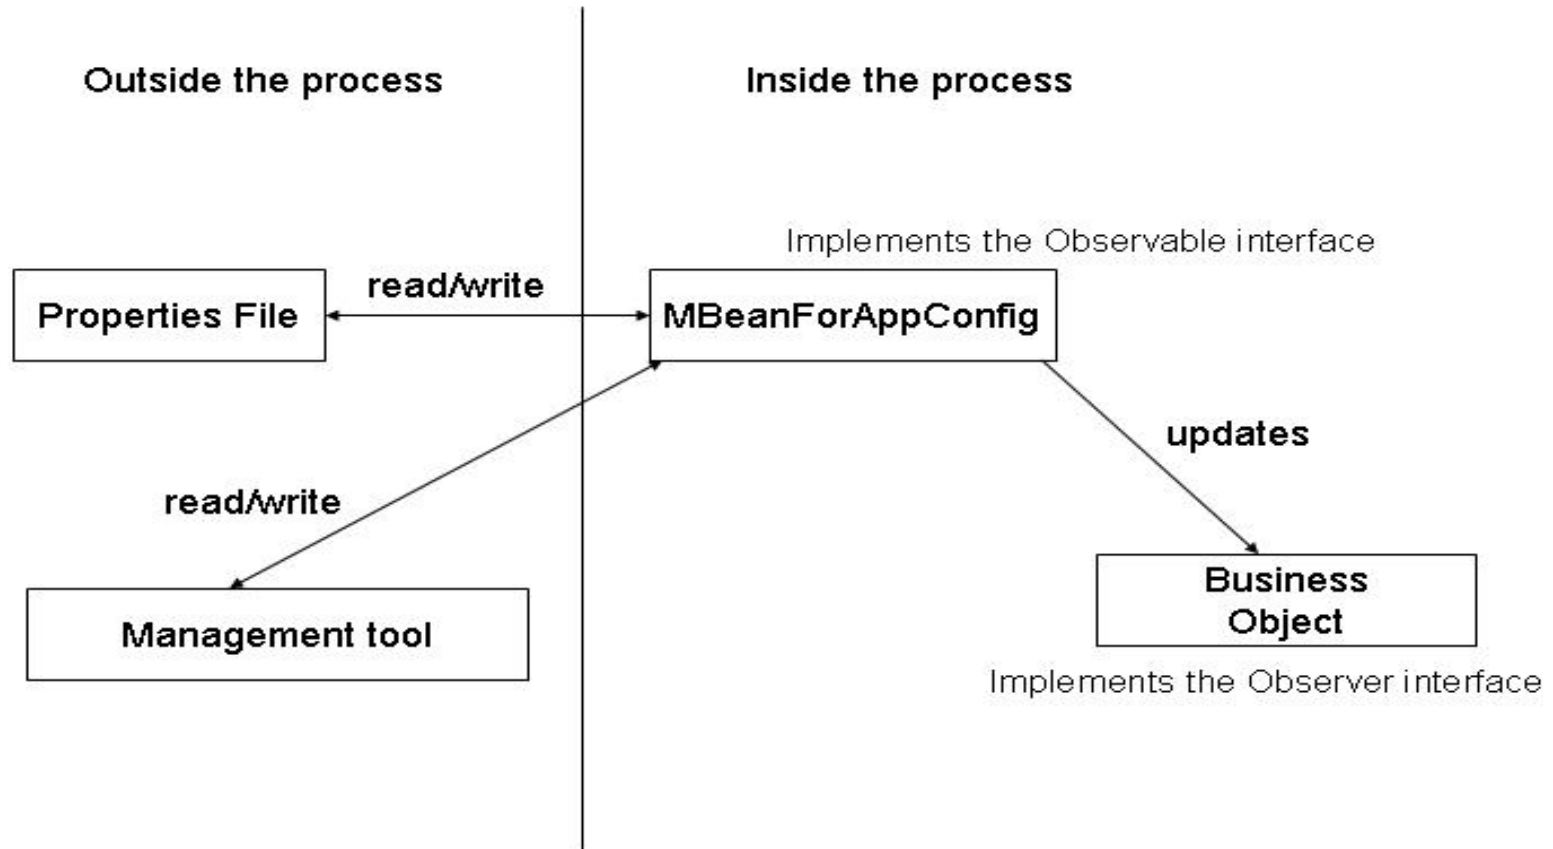 Outside the process
Inside the process
Implements the Observable interface
read/write
Properties File
MBeanForAppConfig
updates
read/write
Business
Object
Management tool
Implements the Observer interface